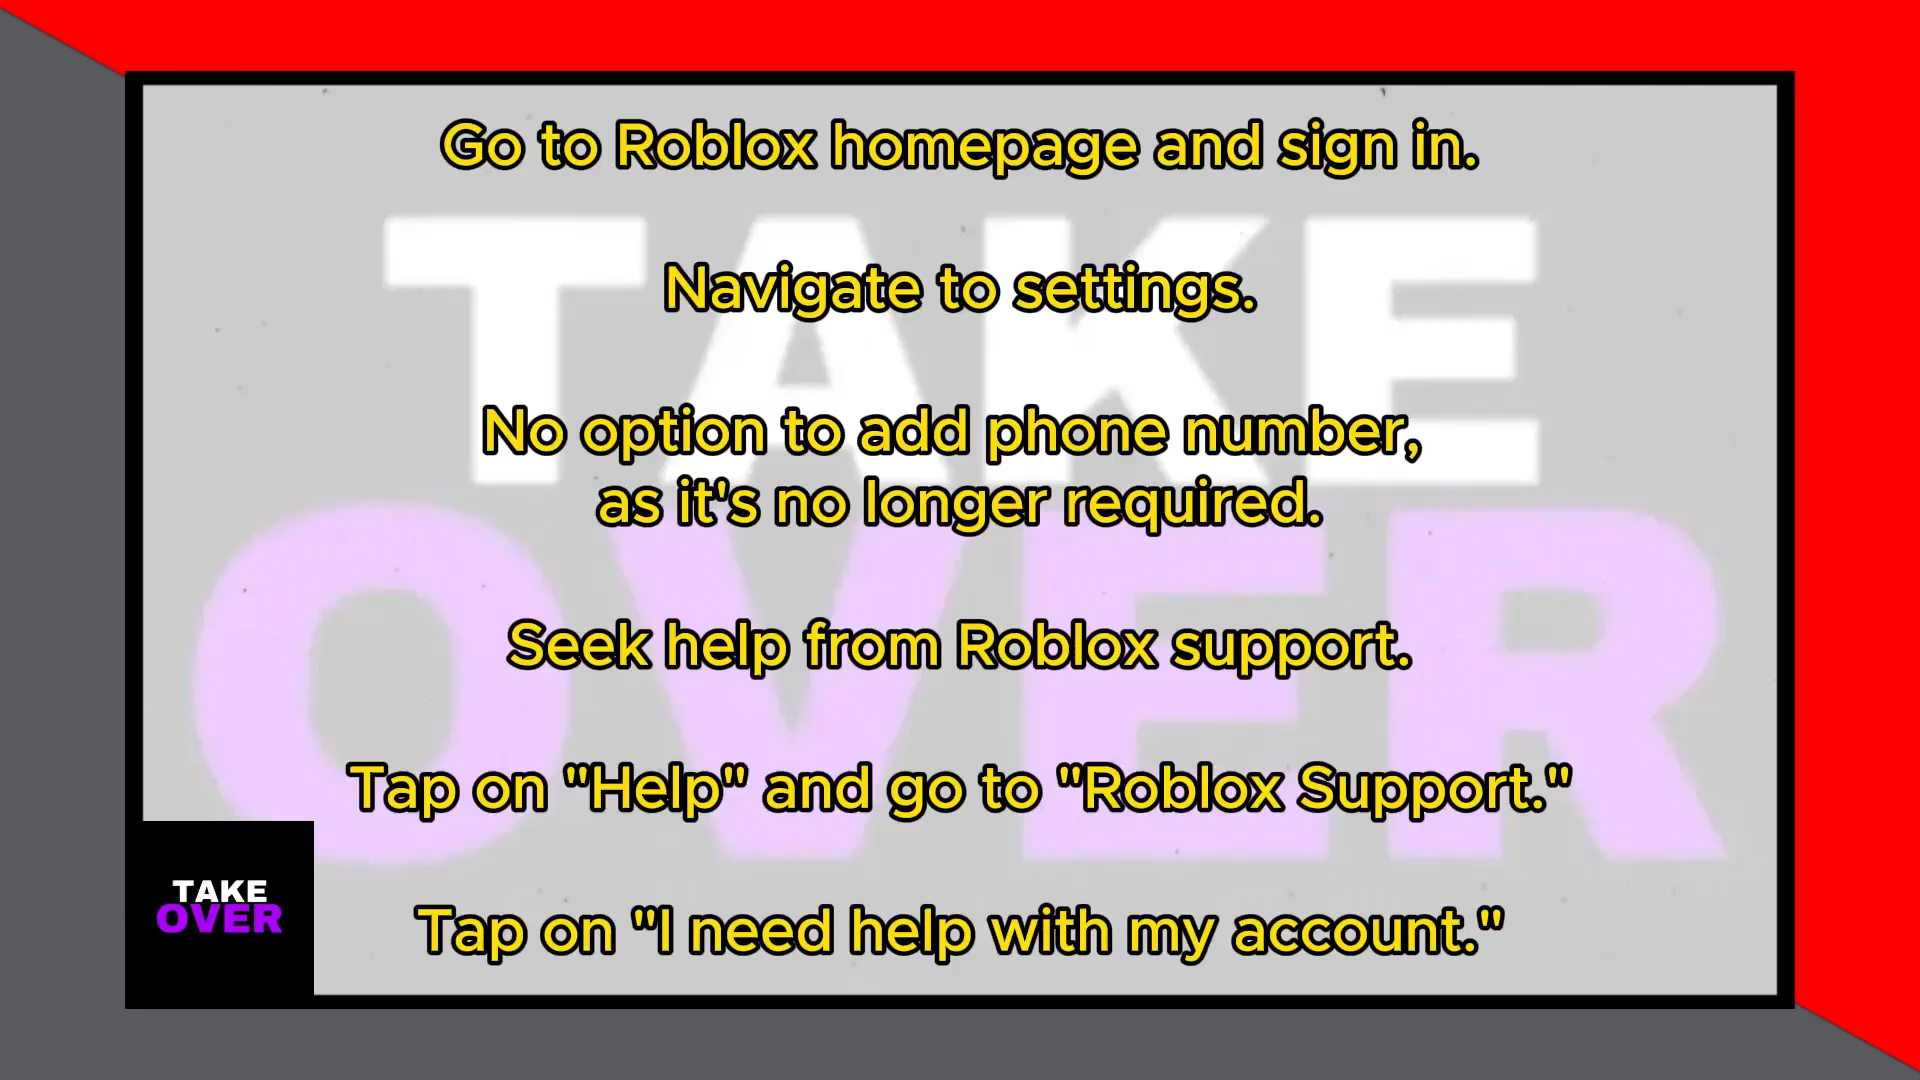 Go to Roblox homepage and sign in.
TAKE
Navigate to settings.
No option to add phone number,
as it's no longer required.
OVER
Seek help from Roblox support.
Tap on "Help" and go to "Roblox Support."
TAKE
OVER
Tap on "I need help with my account."